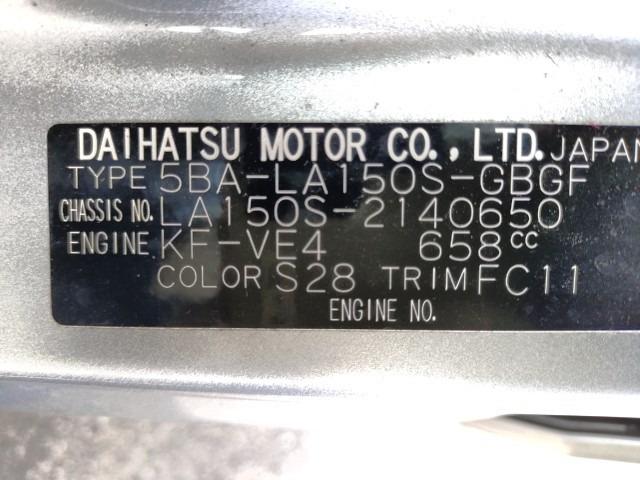 DAIHATSU MOTOR CO., LTD. JAPAN
TYPE 5BA-LA150S-GBGF
CHASSIS NO. LA150S-2140650
ENGINE KF-VE4 658cc
COLOR S28 TRIM FC11
ENGINE NO.